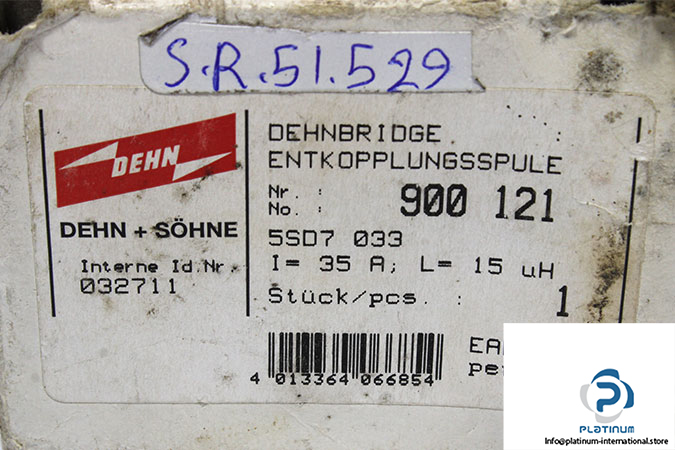 S.R.51.529
DEHN
DEHN + SÖHNE
Interne Id.Nr.
032711
DEHNBRIDGE :
ENTKOPPLUNGSSPULE
Nr. :
No. : 900 121
5SD7 033
I= 35 A; L= 15 uH
Stück/pcs. : 1
4 013364 066854
PLATINUM
Info@platinum-international.store